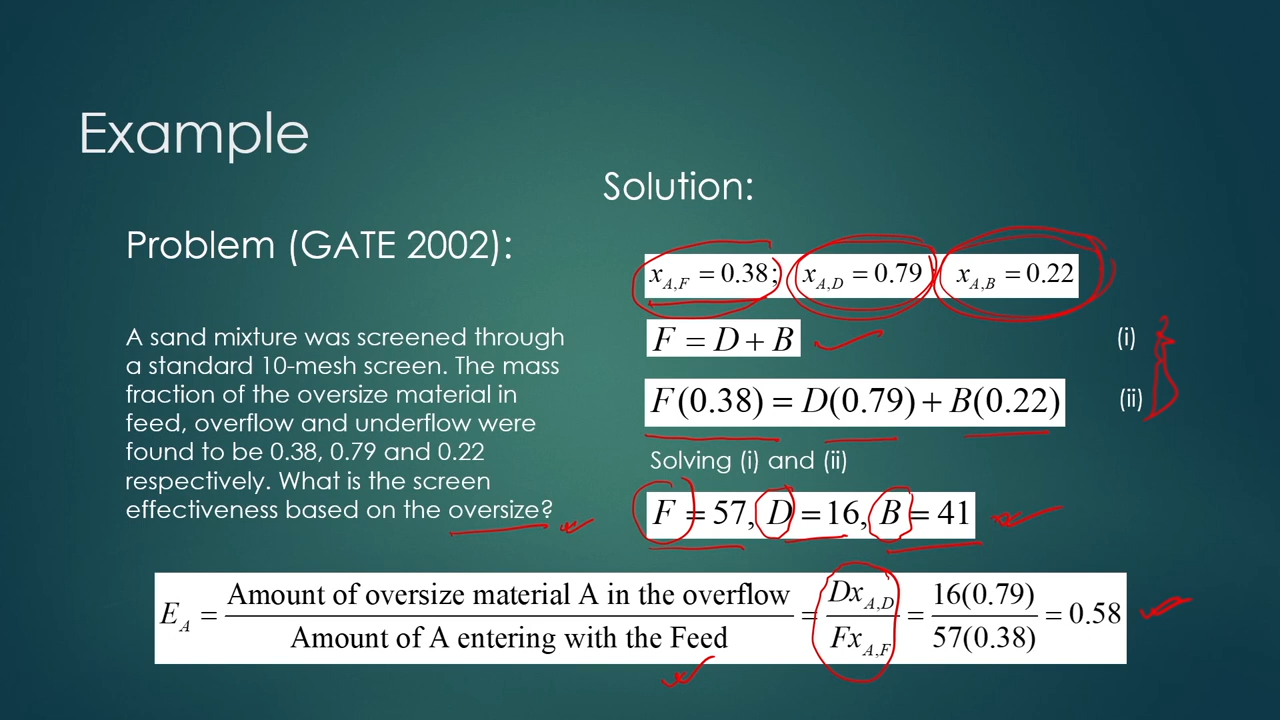 Example
Problem (GATE 2002):
A sand mixture was screened through
a standard 10-mesh screen. The mass
fraction of the oversize material in
feed, overflow and underflow were
found to be 0.38, 0.79 and 0.22
respectively. What is the screen
effectiveness based on the oversize?
Solution:
x_{A,F} = 0.38; x_{A,D} = 0.79 x_{A,B} = 0.22
F = D + B (i)
F(0.38) = D(0.79) + B(0.22) (ii)
Solving (i) and (ii)
F = 57, D = 16, B = 41
E_A = Amount of oversize material A in the overflow / Amount of A entering with the Feed = Dx_{A,D} / Fx_{A,F} = 16(0.79) / 57(0.38) = 0.58